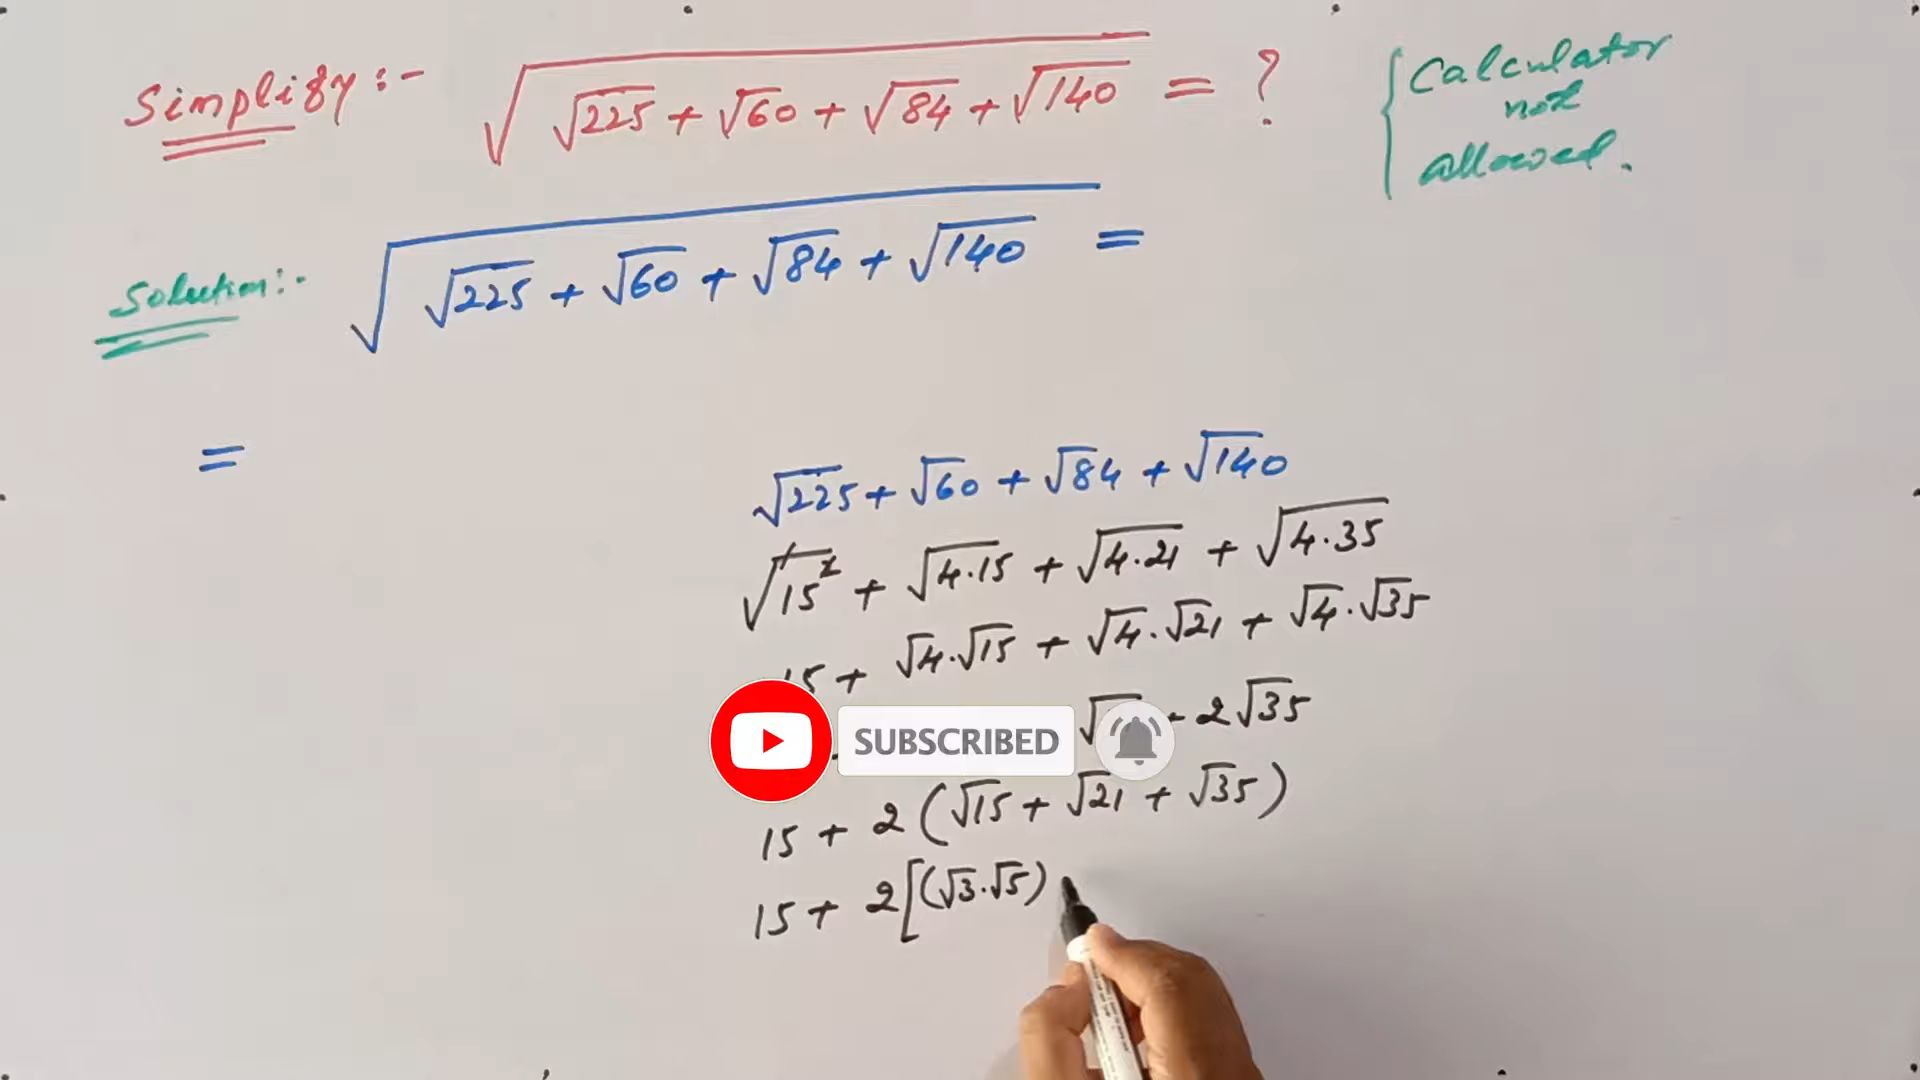 Simplify:- √(√225 + √60 + √84 + √140) = ?
{ Calculator
not
allowed.
Solution:- √(√225 + √60 + √84 + √140) =
=
√225 + √60 + √84 + √140
√15² + √4.15 + √4.21 + √4.35
15 + √4.√15 + √4.√21 + √4.√35
2√35
SUBSCRIBED
15 + 2(√15 + √21 + √35)
15 + 2[(√3.√5)